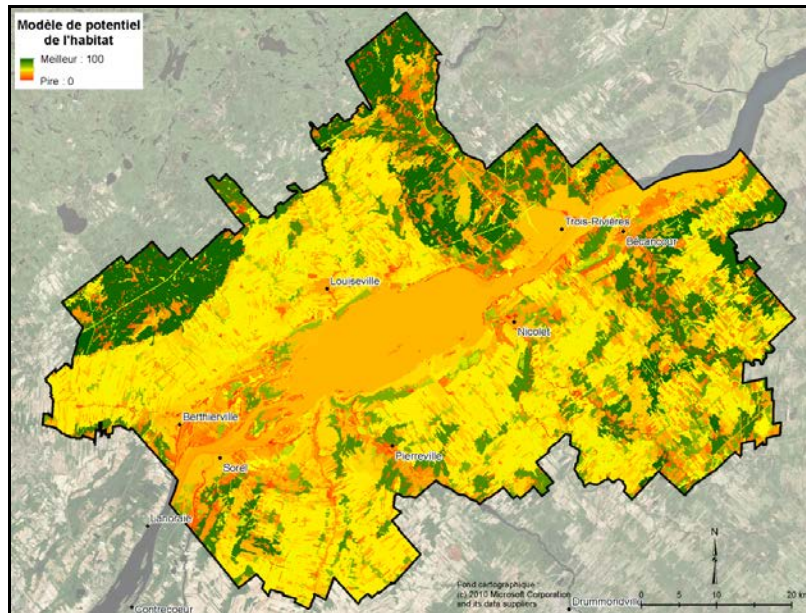 Modèle de potentiel
de l'habitat
Meilleur : 100
Pire : 0
Trois-Rivières
Bécancour
Louiseville
Nicolet
Berthierville
Pierreville
Sorel
Lanoraie
Contrecoeur
Drummondville
Fond cartographique :
(c) 2010 Microsoft Corporation
and its data suppliers
N
0 5 10 20 km